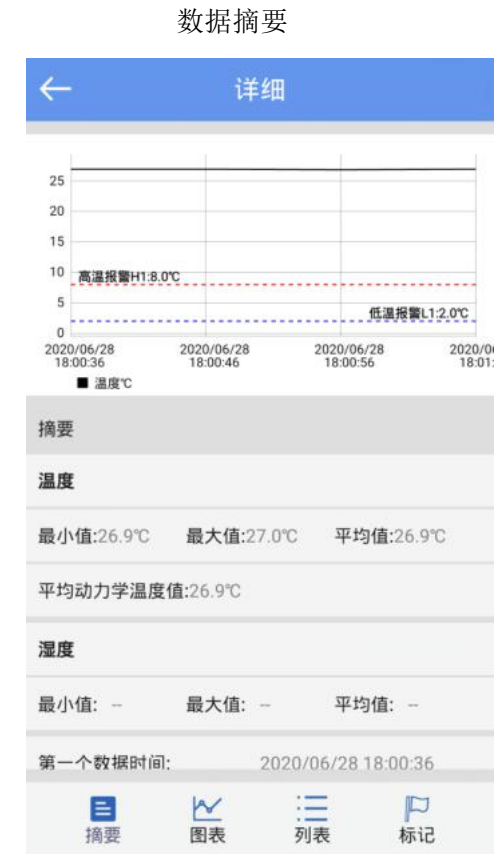 数据摘要
详细
25
20
15
10
高温报警H1:8.0℃
5
低温报警L1:2.0℃
0
2020/06/28 2020/06/28 2020/06/28 2020/0
18:00:36 18:00:46 18:00:56 18:01:
温度℃
摘要
温度
最小值:26.9℃ 最大值:27.0℃ 平均值:26.9℃
平均动力学温度值:26.9℃
湿度
最小值: -- 最大值: -- 平均值: --
第一个数据时间: 2020/06/28 18:00:36
摘要 图表 列表 标记